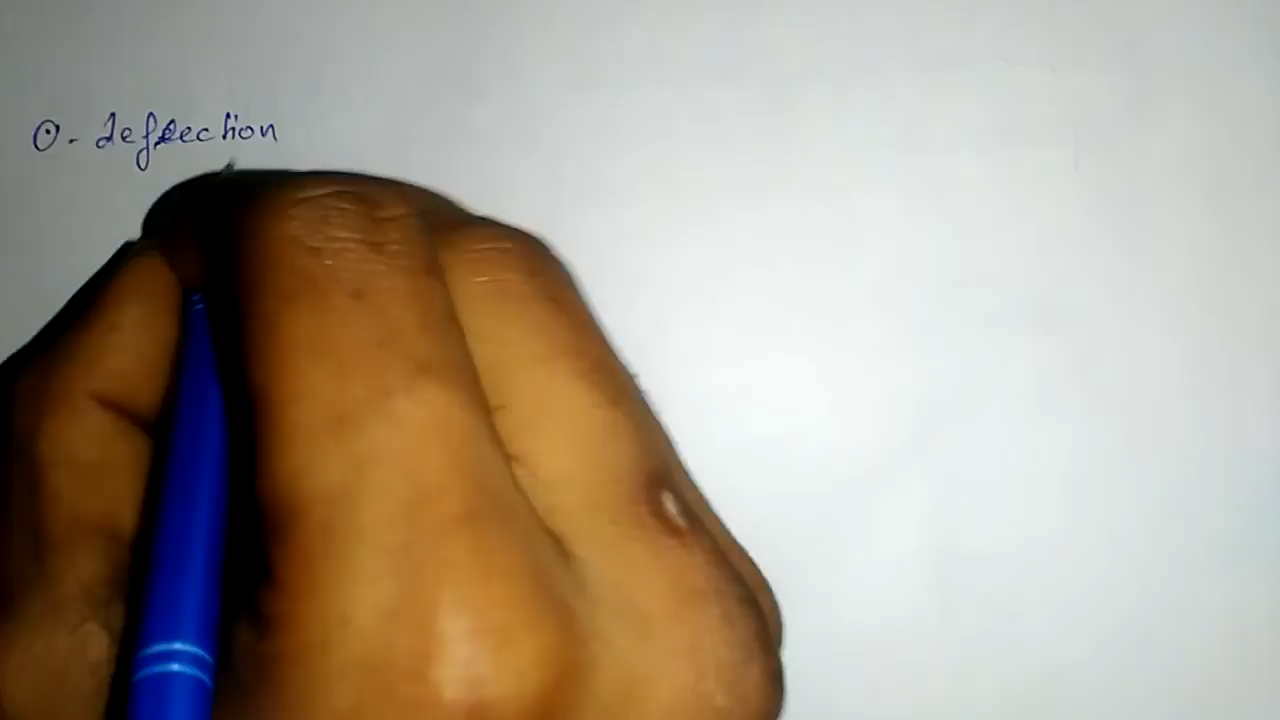 θ - deflection